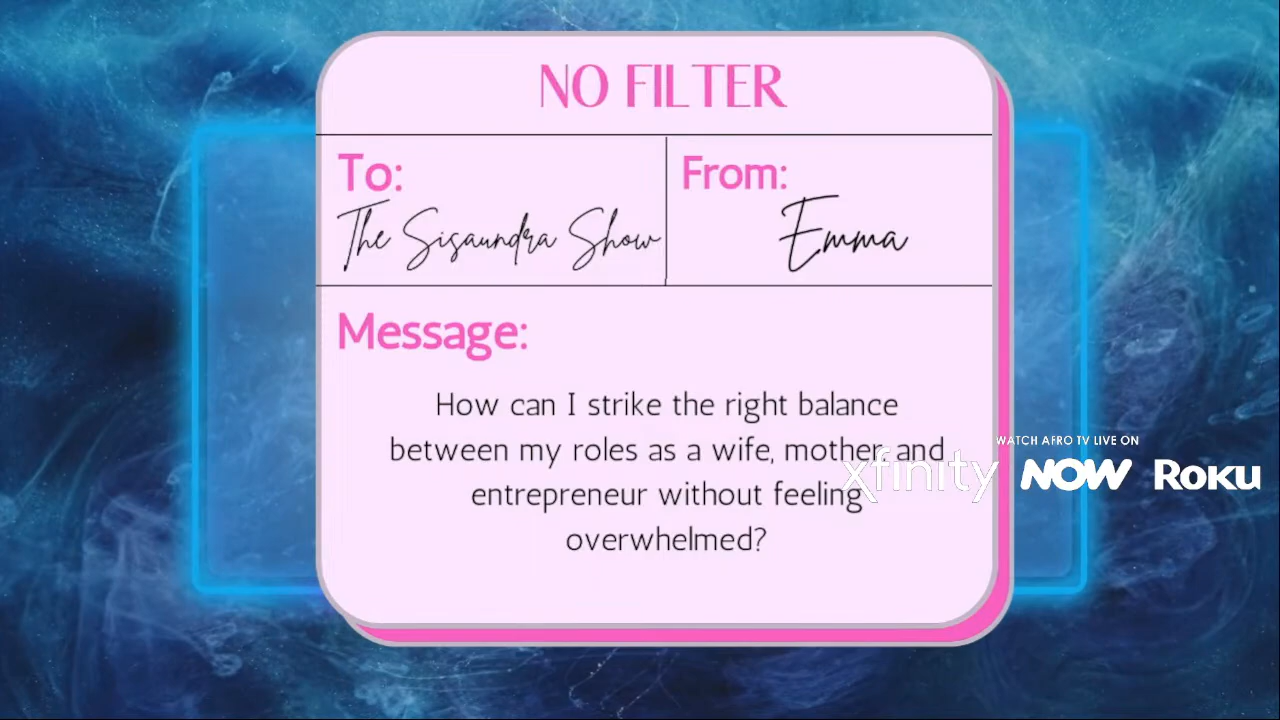 NO FILTER
To:
From:
The Sisaundra Show
Emma
Message:
How can I strike the right balance
between my roles as a wife, mother, and
entrepreneur without feeling
overwhelmed?
WATCH AFRO TV LIVE ON
xfinity NOW ROKU